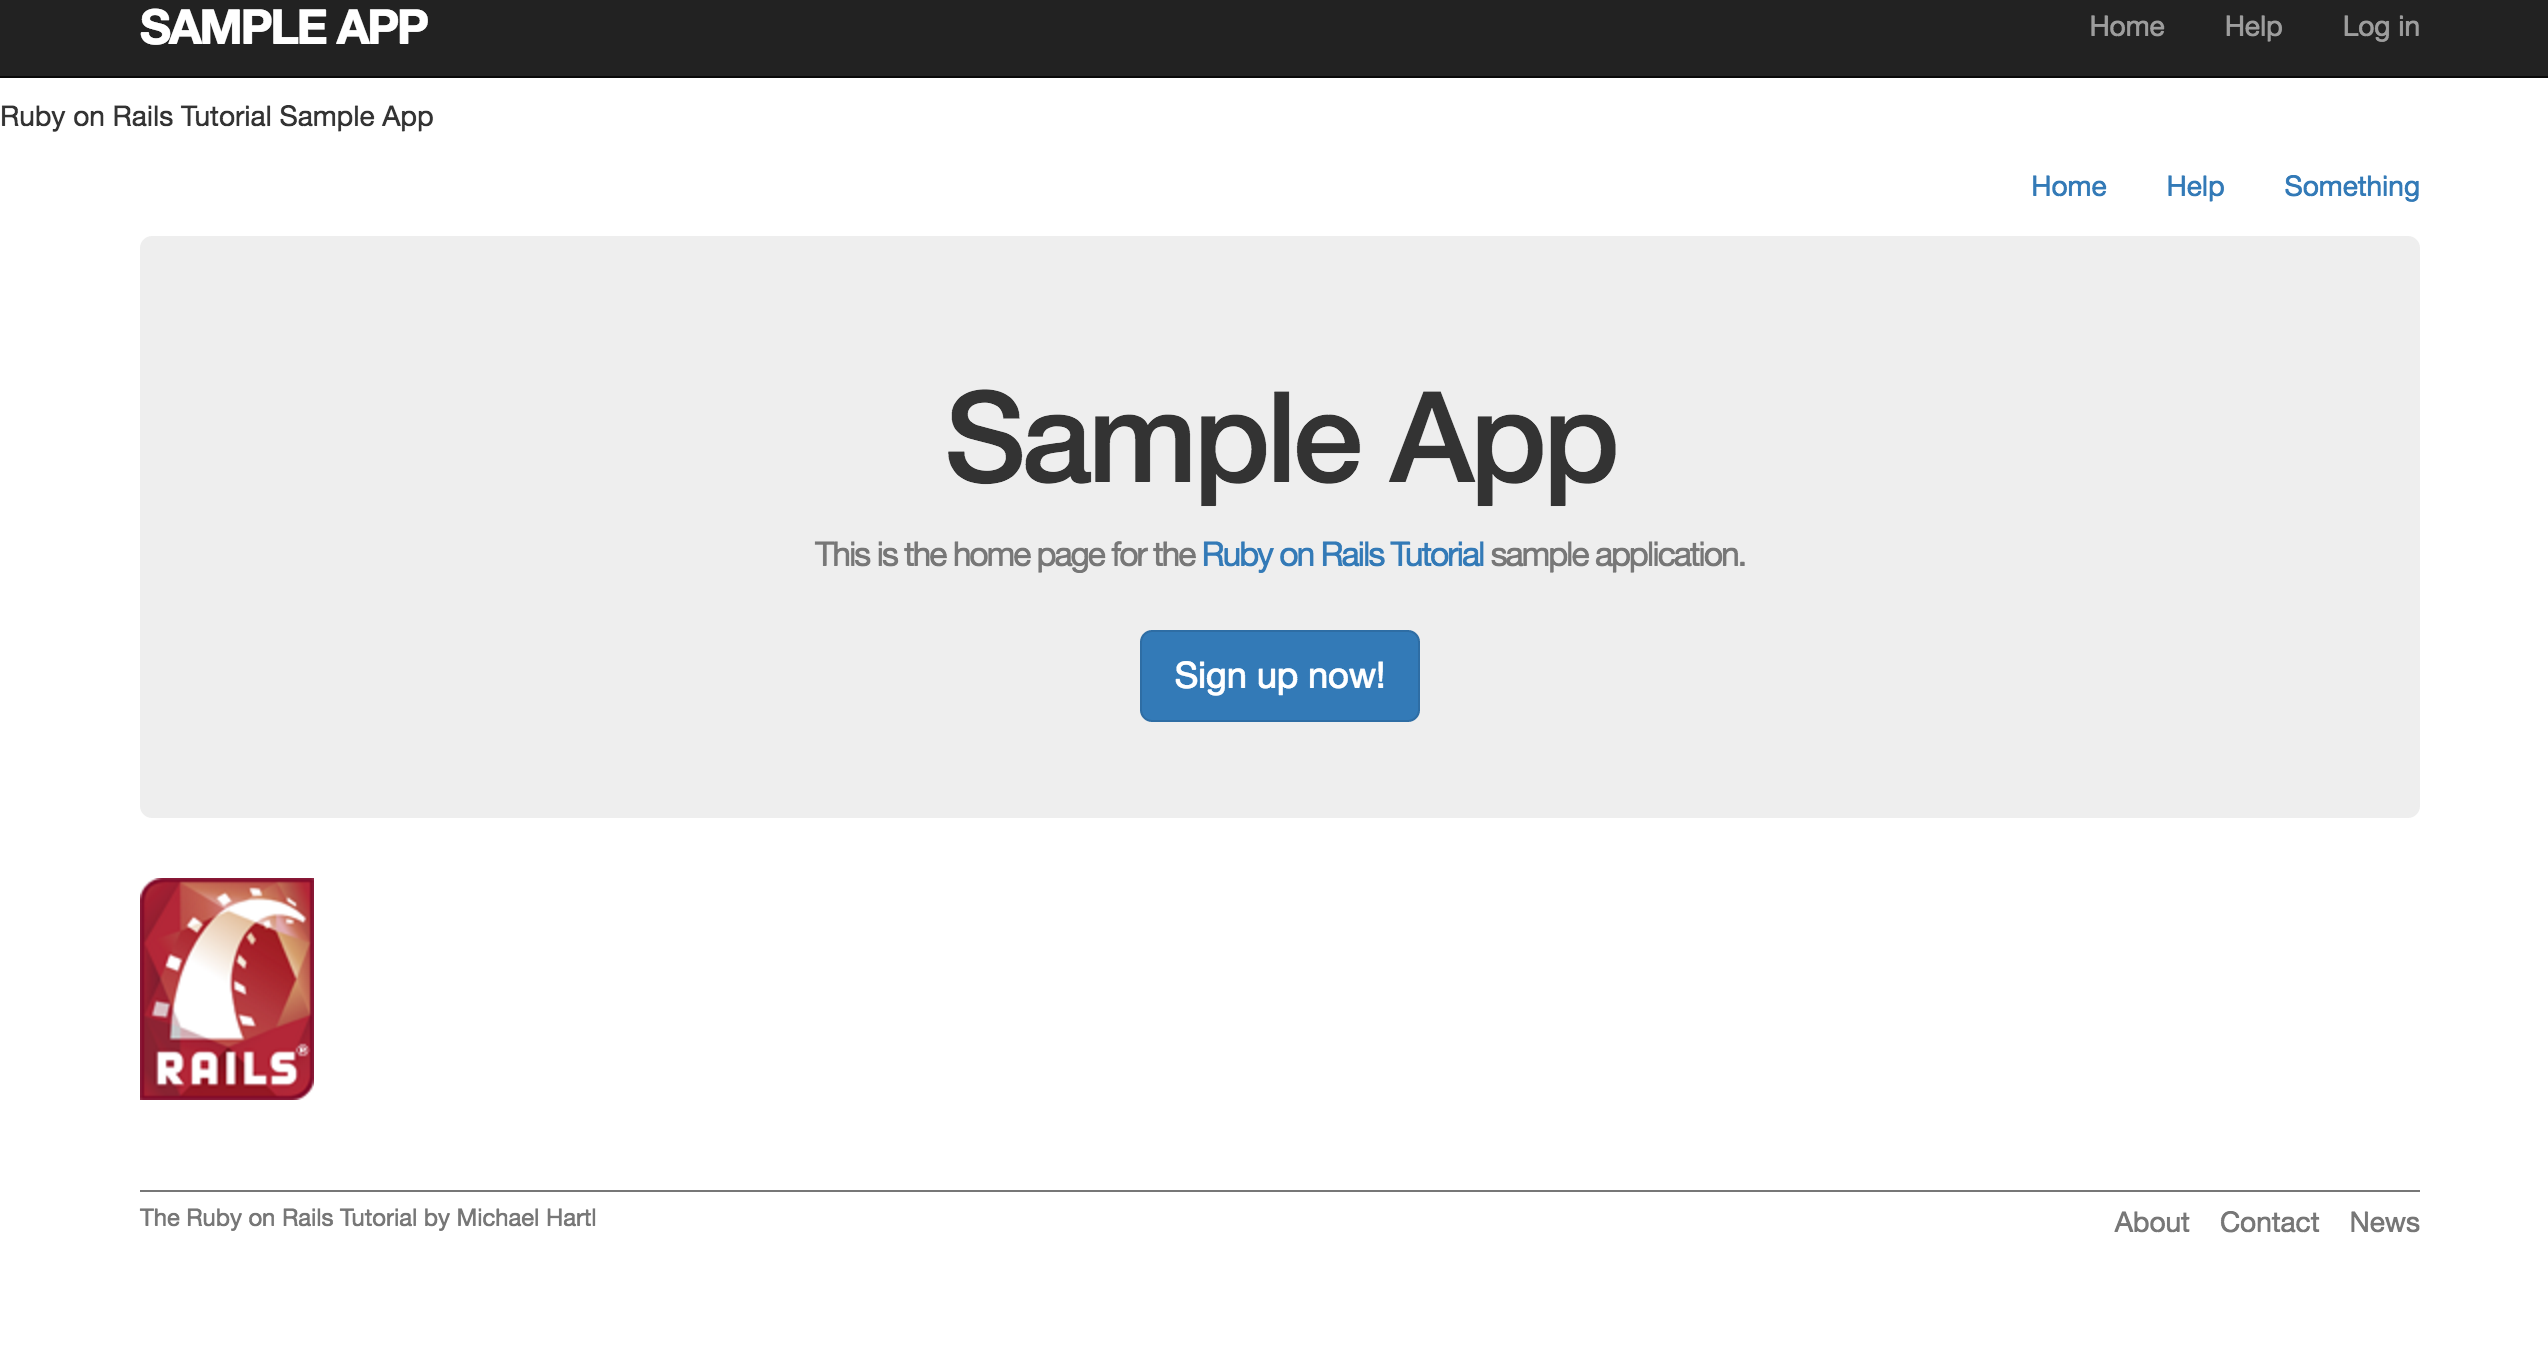 SAMPLE APP Home Help Log in
Ruby on Rails Tutorial Sample App
Home Help Something
Sample App
This is the home page for the Ruby on Rails Tutorial sample application.
Sign up now!
RAILS®
The Ruby on Rails Tutorial by Michael Hartl About Contact News